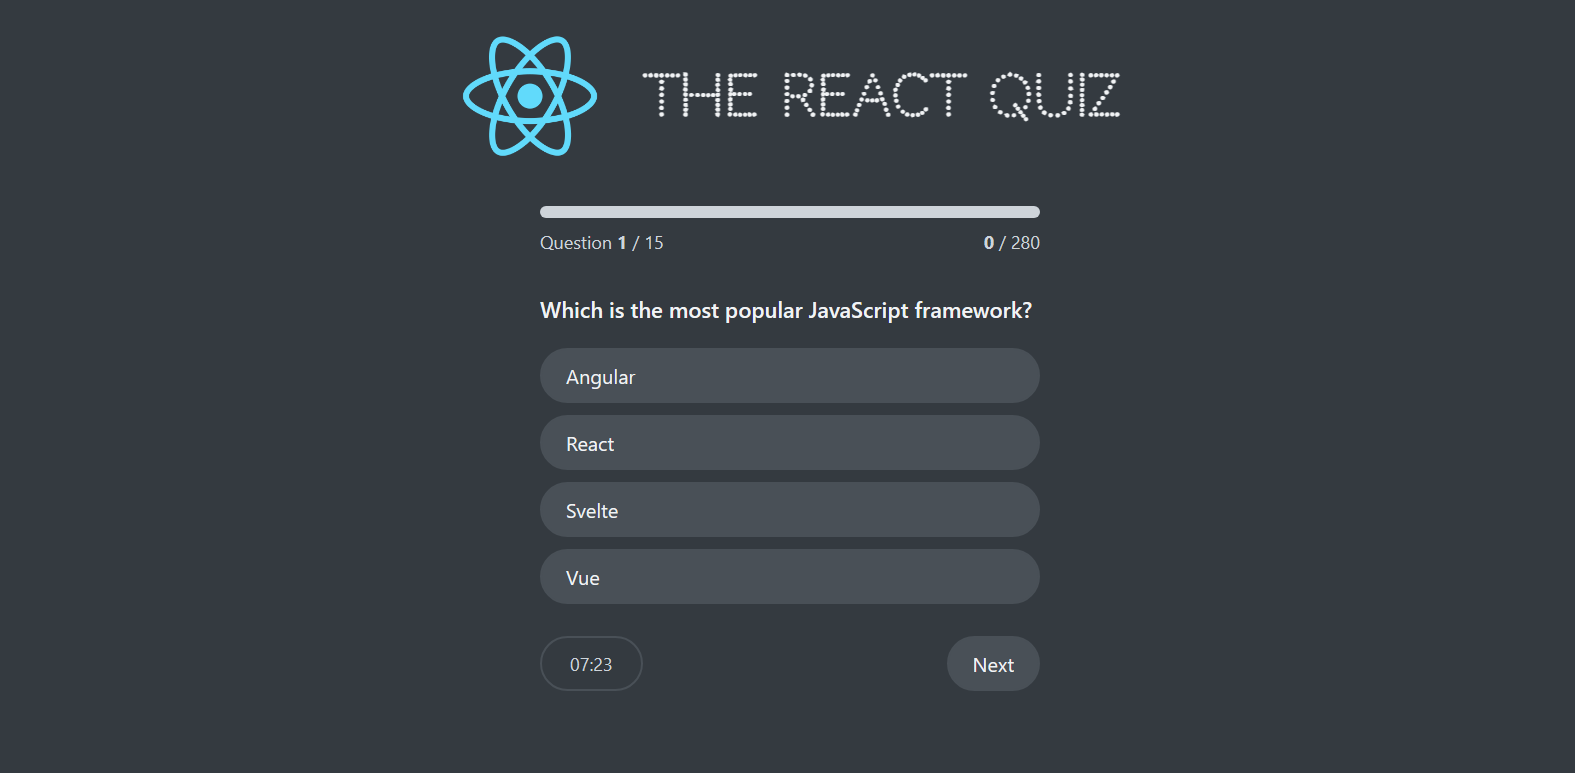 THE REACT QUIZ
Question 1 / 15
0 / 280
Which is the most popular JavaScript framework?
Angular
React
Svelte
Vue
07:23
Next